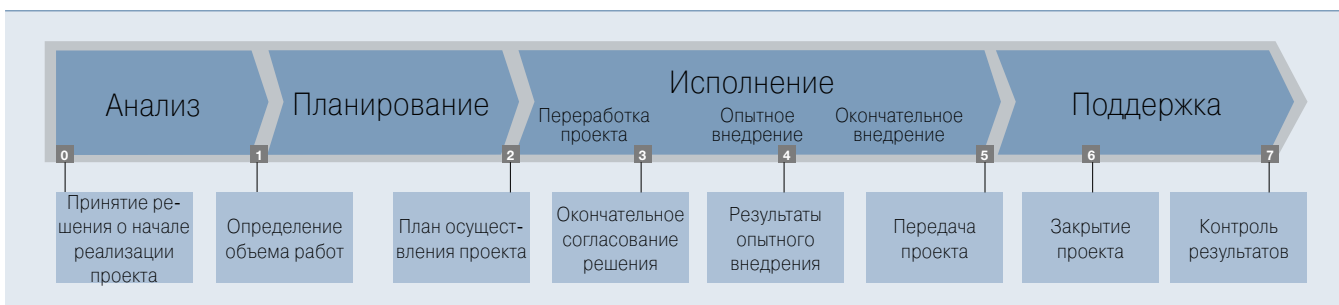 Анализ
Планирование
Исполнение
Переработка
проекта
Опытное
внедрение
Окончательное
внедрение
Поддержка
0
1
2
3
4
5
6
7
Принятие ре-
шения о начале
реализации
проекта
Определение
объема работ
План осущест-
вления проекта
Окончательное
согласование
решения
Результаты
опытного
внедрения
Передача
проекта
Закрытие
проекта
Контроль
результатов